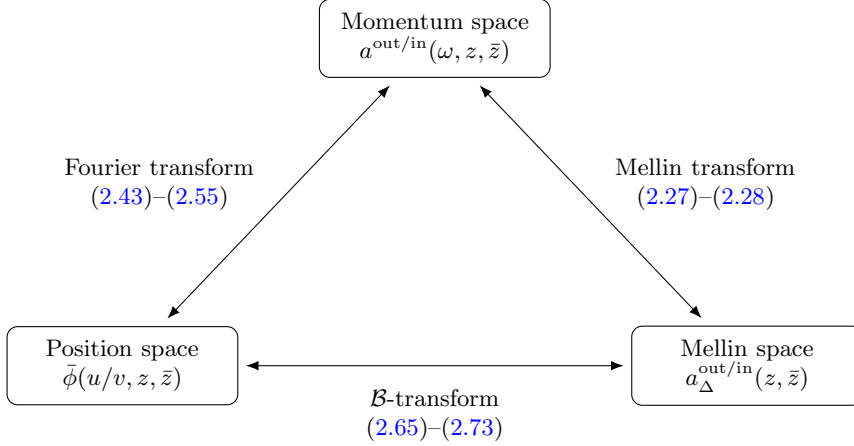 Momentum space
a^{out/in}(ω, z, z̄)
Fourier transform
(2.43)–(2.55)
Mellin transform
(2.27)–(2.28)
Position space
ϕ̄(u/v, z, z̄)
Mellin space
a_Δ^{out/in}(z, z̄)
ℬ-transform
(2.65)–(2.73)